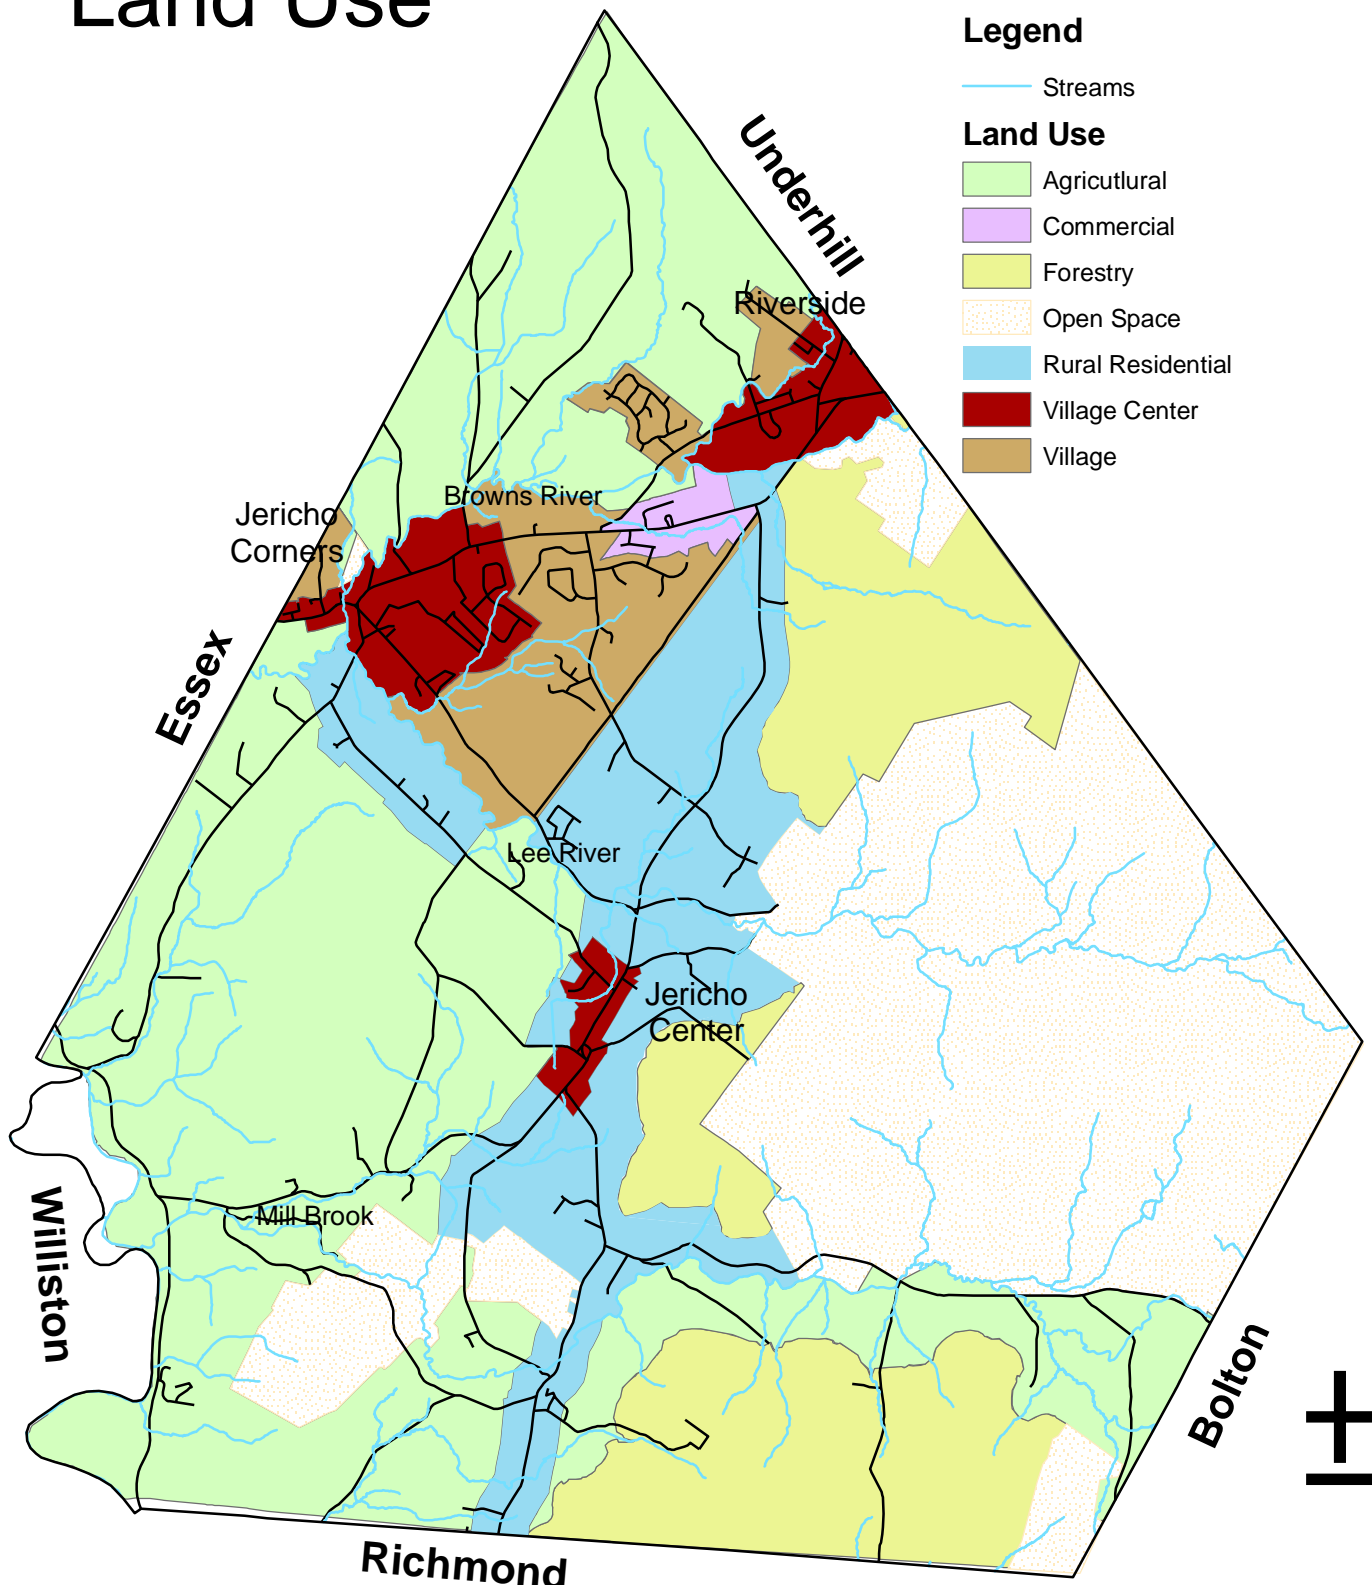 Land Use
Legend
Streams
Land Use
Agricutlural
Commercial
Forestry
Open Space
Rural Residential
Village Center
Village
Underhill
Riverside
Browns River
Jericho
Corners
Essex
Lee River
Jericho
Center
Mill Brook
Williston
Bolton
Richmond